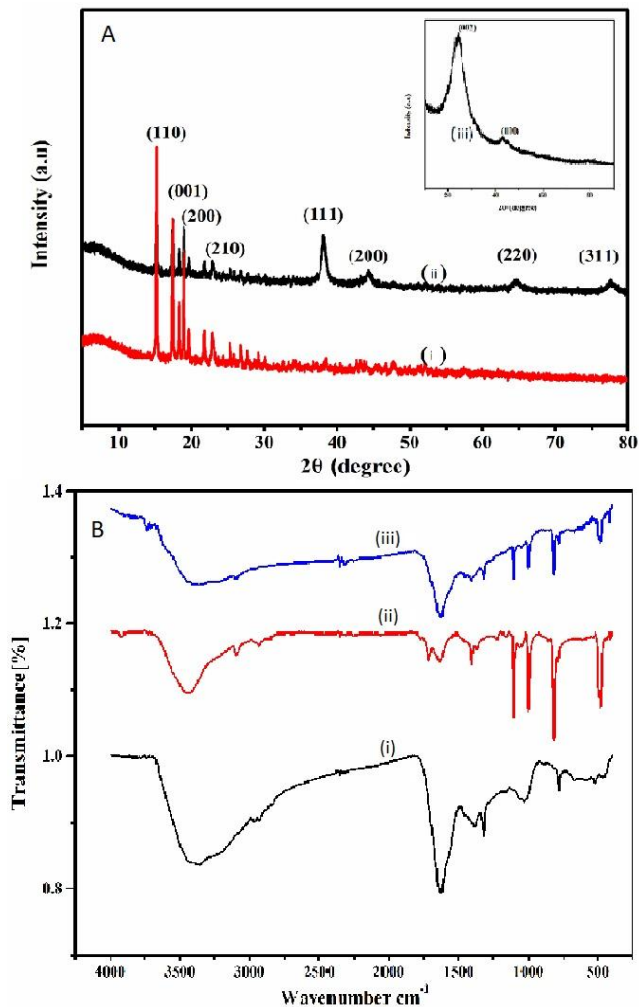 A
(002)
(110)
(iii)
(100)
(001)
(200)
(210)
(111)
(200)
(ii)
(220)
(311)
Intensity (a.u)
10 20 30 40 50 60 70 80
2θ (degree)
B
1.4
(iii)
1.2
(ii)
(i)
1.0
0.8
Transmittance [%]
4000 3500 3000 2500 2000 1500 1000 500
Wavenumber cm-1